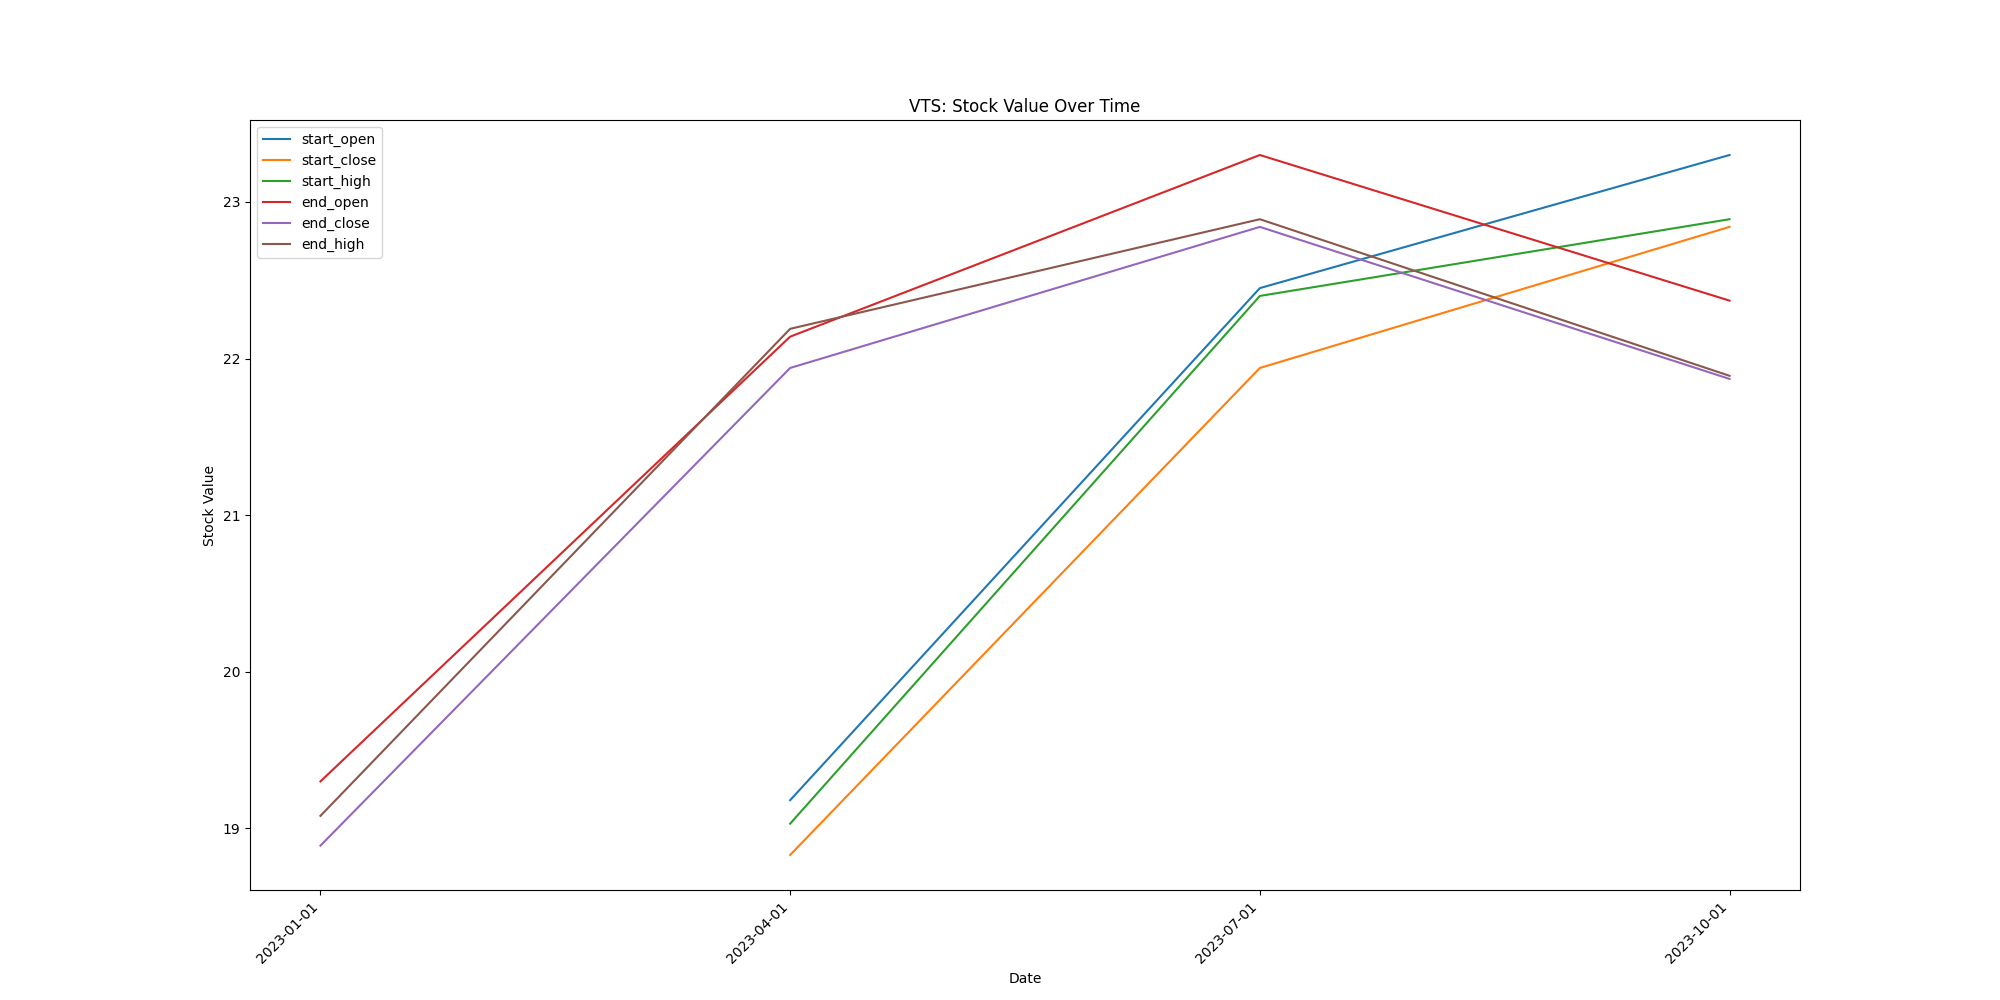 VTS: Stock Value Over Time
start_open
start_close
start_high
end_open
end_close
end_high
23
22
21
20
19
Stock Value
2023-01-01
2023-04-01
2023-07-01
2023-10-01
Date